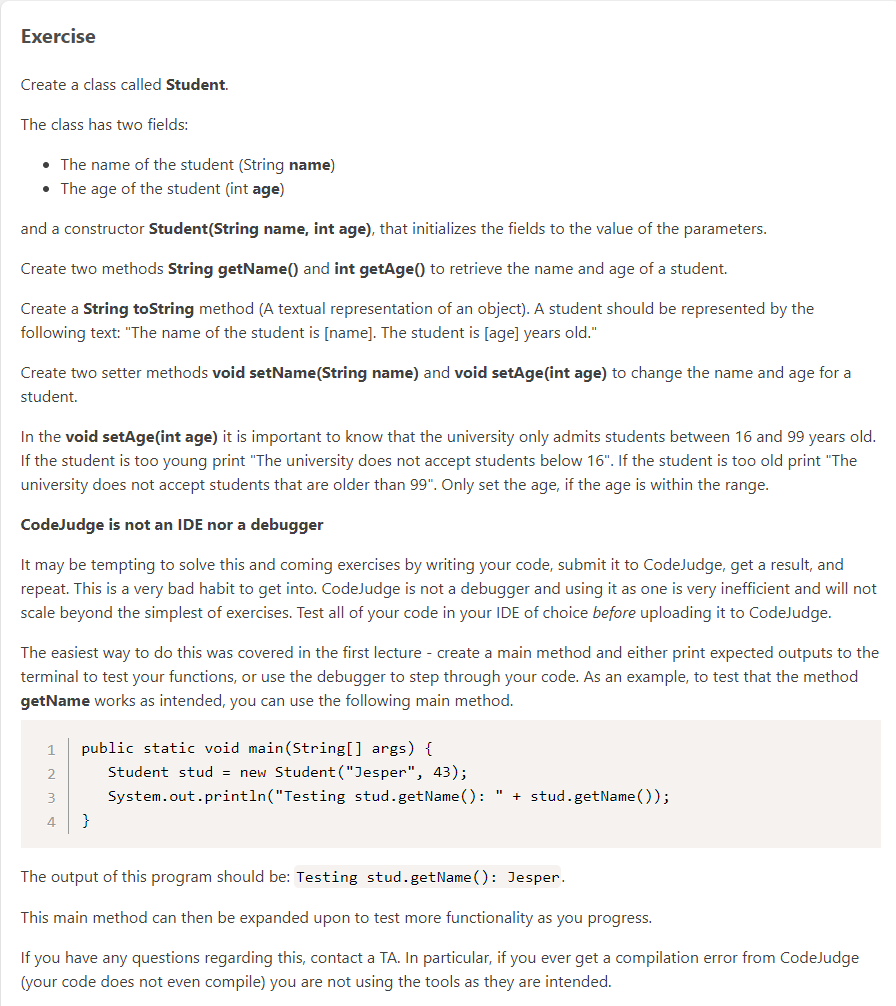 Exercise
Create a class called Student.
The class has two fields:
• The name of the student (String name)
• The age of the student (int age)
and a constructor Student(String name, int age), that initializes the fields to the value of the parameters.
Create two methods String getName() and int getAge() to retrieve the name and age of a student.
Create a String toString method (A textual representation of an object). A student should be represented by the
following text: "The name of the student is [name]. The student is [age] years old."
Create two setter methods void setName(String name) and void setAge(int age) to change the name and age for a
student.
In the void setAge(int age) it is important to know that the university only admits students between 16 and 99 years old.
If the student is too young print "The university does not accept students below 16". If the student is too old print "The
university does not accept students that are older than 99". Only set the age, if the age is within the range.
CodeJudge is not an IDE nor a debugger
It may be tempting to solve this and coming exercises by writing your code, submit it to CodeJudge, get a result, and
repeat. This is a very bad habit to get into. CodeJudge is not a debugger and using it as one is very inefficient and will not
scale beyond the simplest of exercises. Test all of your code in your IDE of choice before uploading it to CodeJudge.
The easiest way to do this was covered in the first lecture - create a main method and either print expected outputs to the
terminal to test your functions, or use the debugger to step through your code. As an example, to test that the method
getName works as intended, you can use the following main method.
1 public static void main(String[] args) {
2 Student stud = new Student("Jesper", 43);
3 System.out.println("Testing stud.getName(): " + stud.getName());
4 }
The output of this program should be: Testing stud.getName(): Jesper.
This main method can then be expanded upon to test more functionality as you progress.
If you have any questions regarding this, contact a TA. In particular, if you ever get a compilation error from CodeJudge
(your code does not even compile) you are not using the tools as they are intended.